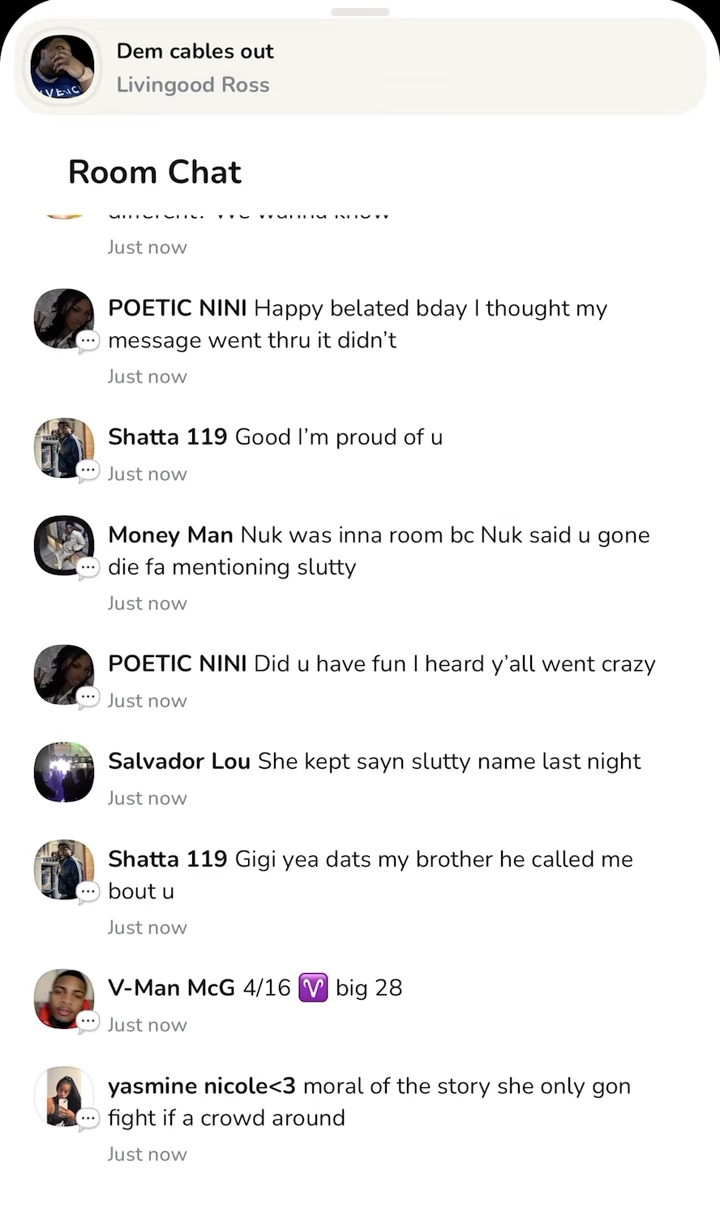 Dem cables out
Livingood Ross
Room Chat
different? We wanna know
Just now
POETIC NINI Happy belated bday I thought my
message went thru it didn’t
Just now
Shatta 119 Good I’m proud of u
Just now
Money Man Nuk was inna room bc Nuk said u gone
die fa mentioning slutty
Just now
POETIC NINI Did u have fun I heard y’all went crazy
Just now
Salvador Lou She kept sayn slutty name last night
Just now
Shatta 119 Gigi yea dats my brother he called me
bout u
Just now
V-Man McG 4/16 ♈ big 28
Just now
yasmine nicole<3 moral of the story she only gon
fight if a crowd around
Just now